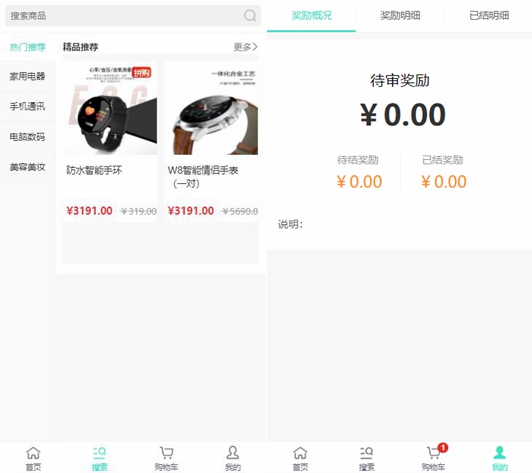 搜索商品
热门推荐
家用电器
手机通讯
电脑数码
美容美妆
精品推荐
更多
心率/血压/血氧测量
拼购
防水智能手环
¥3191.00
￥319.00
一体化合金工艺
W8智能情侣手表
（一对）
¥3191.00
￥5690.0
首页
搜索
购物车
我的
奖励概况
奖励明细
已结明细
待审奖励
￥0.00
待结奖励
￥0.00
已结奖励
￥0.00
说明：
首页
搜索
购物车
1
我的